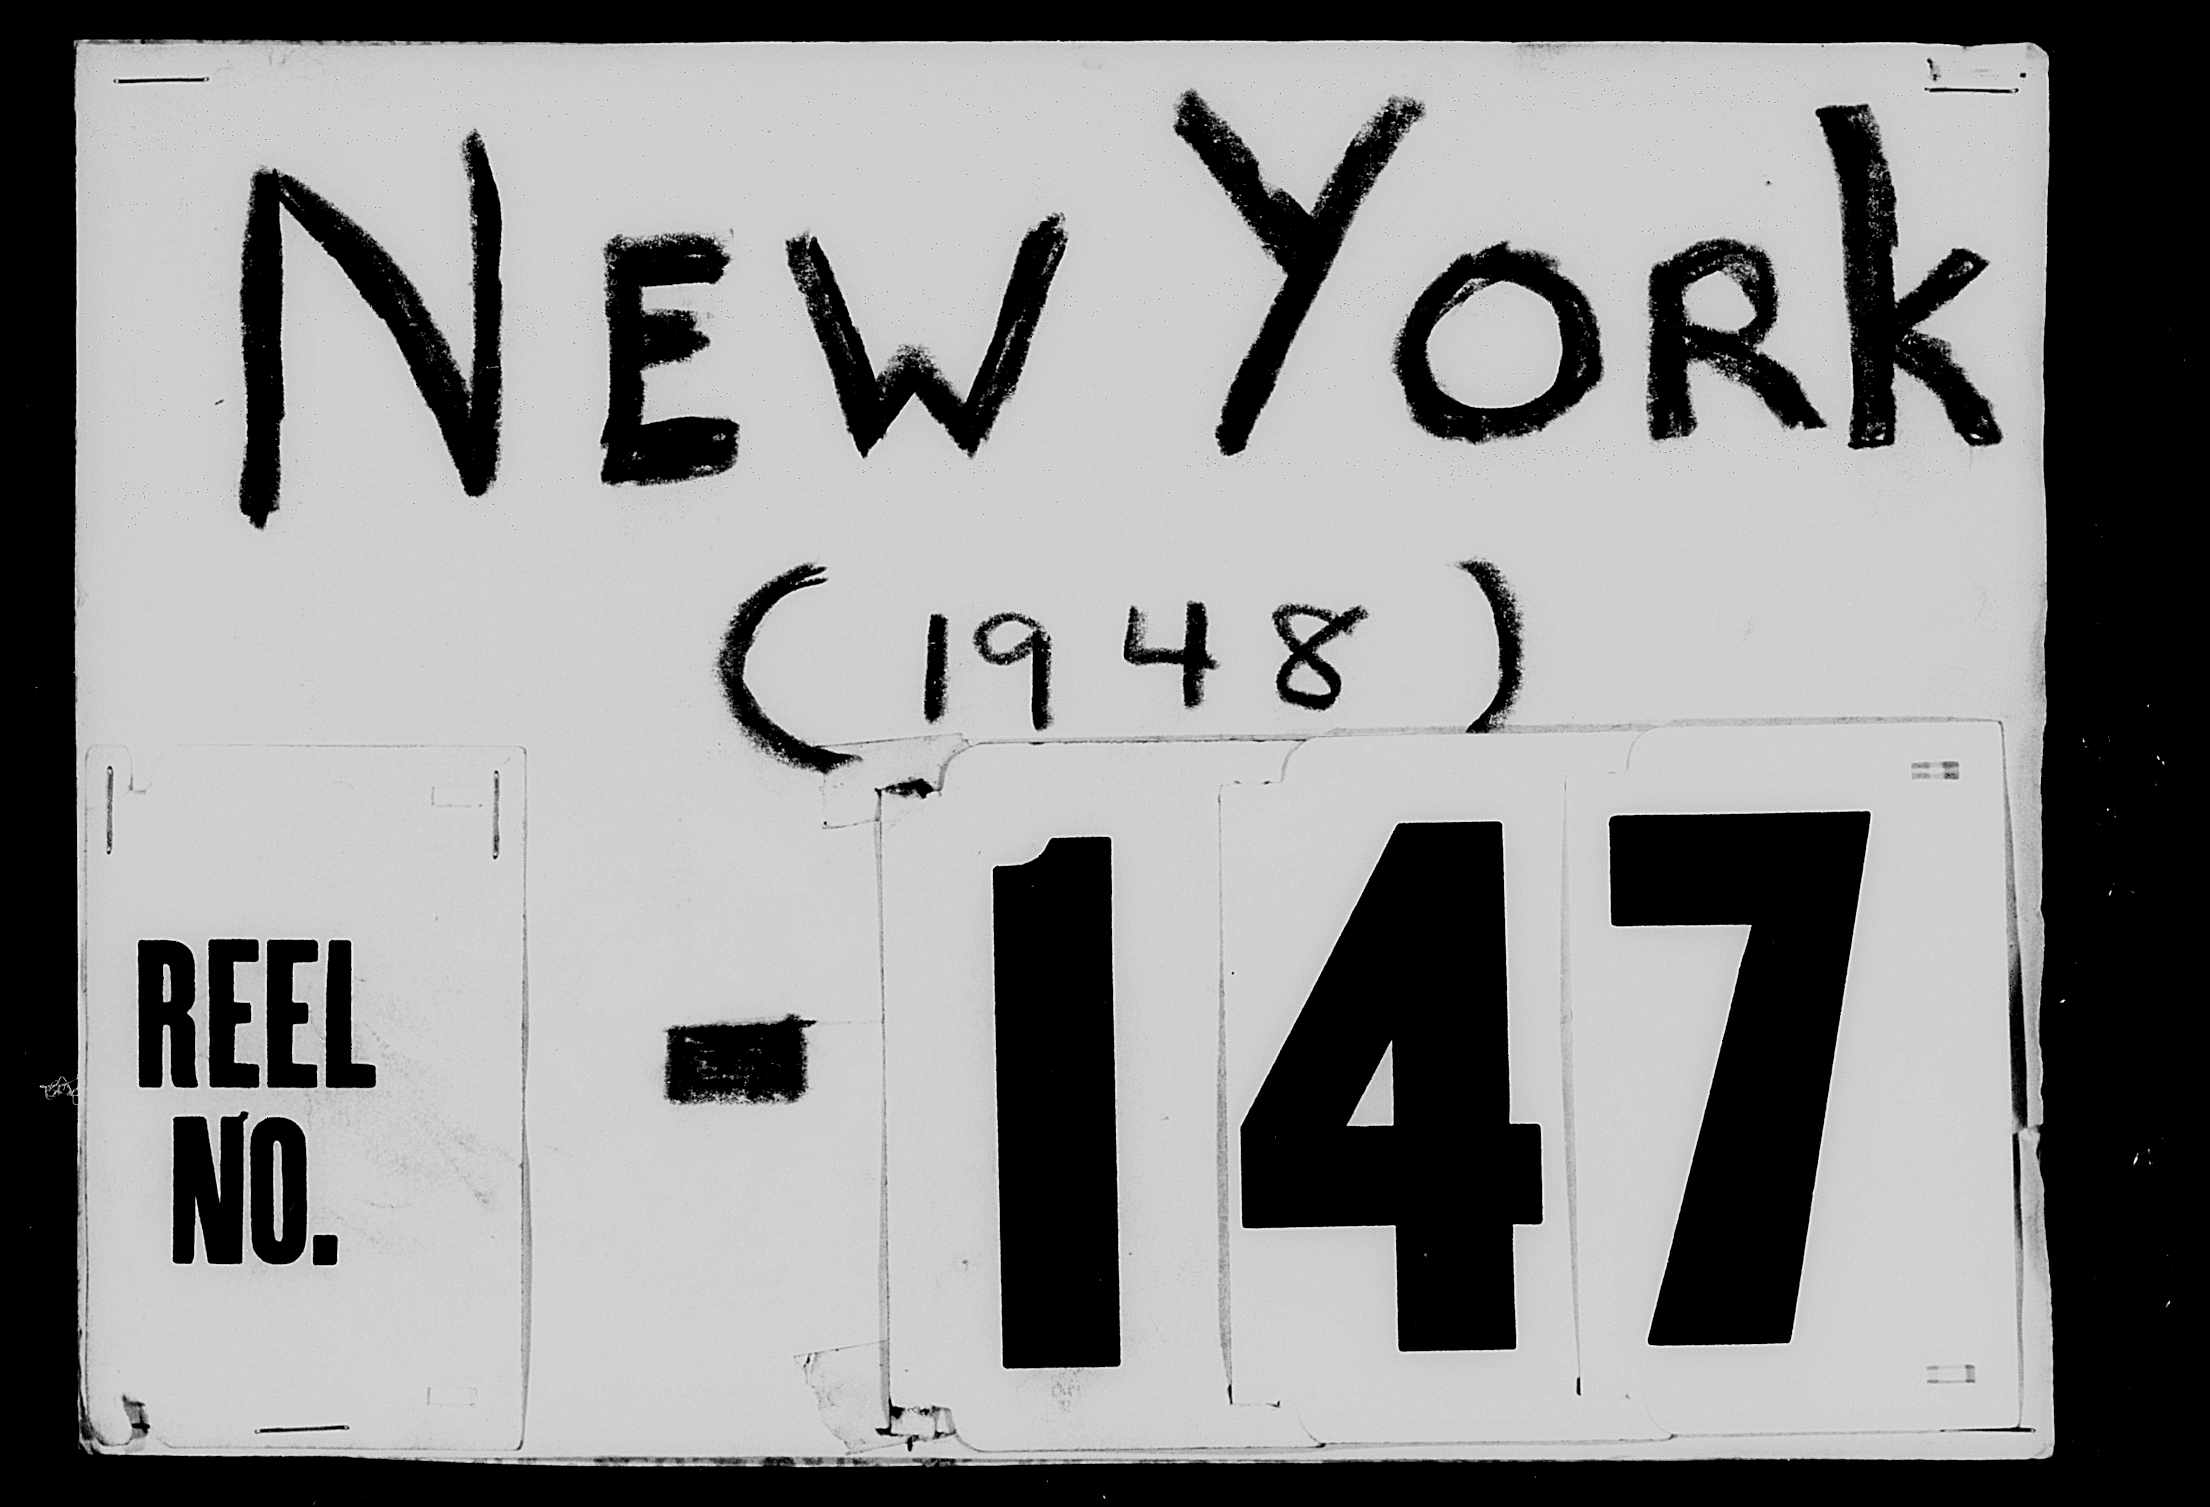 NEW YORk
(1948)
REEL
NO. - 147